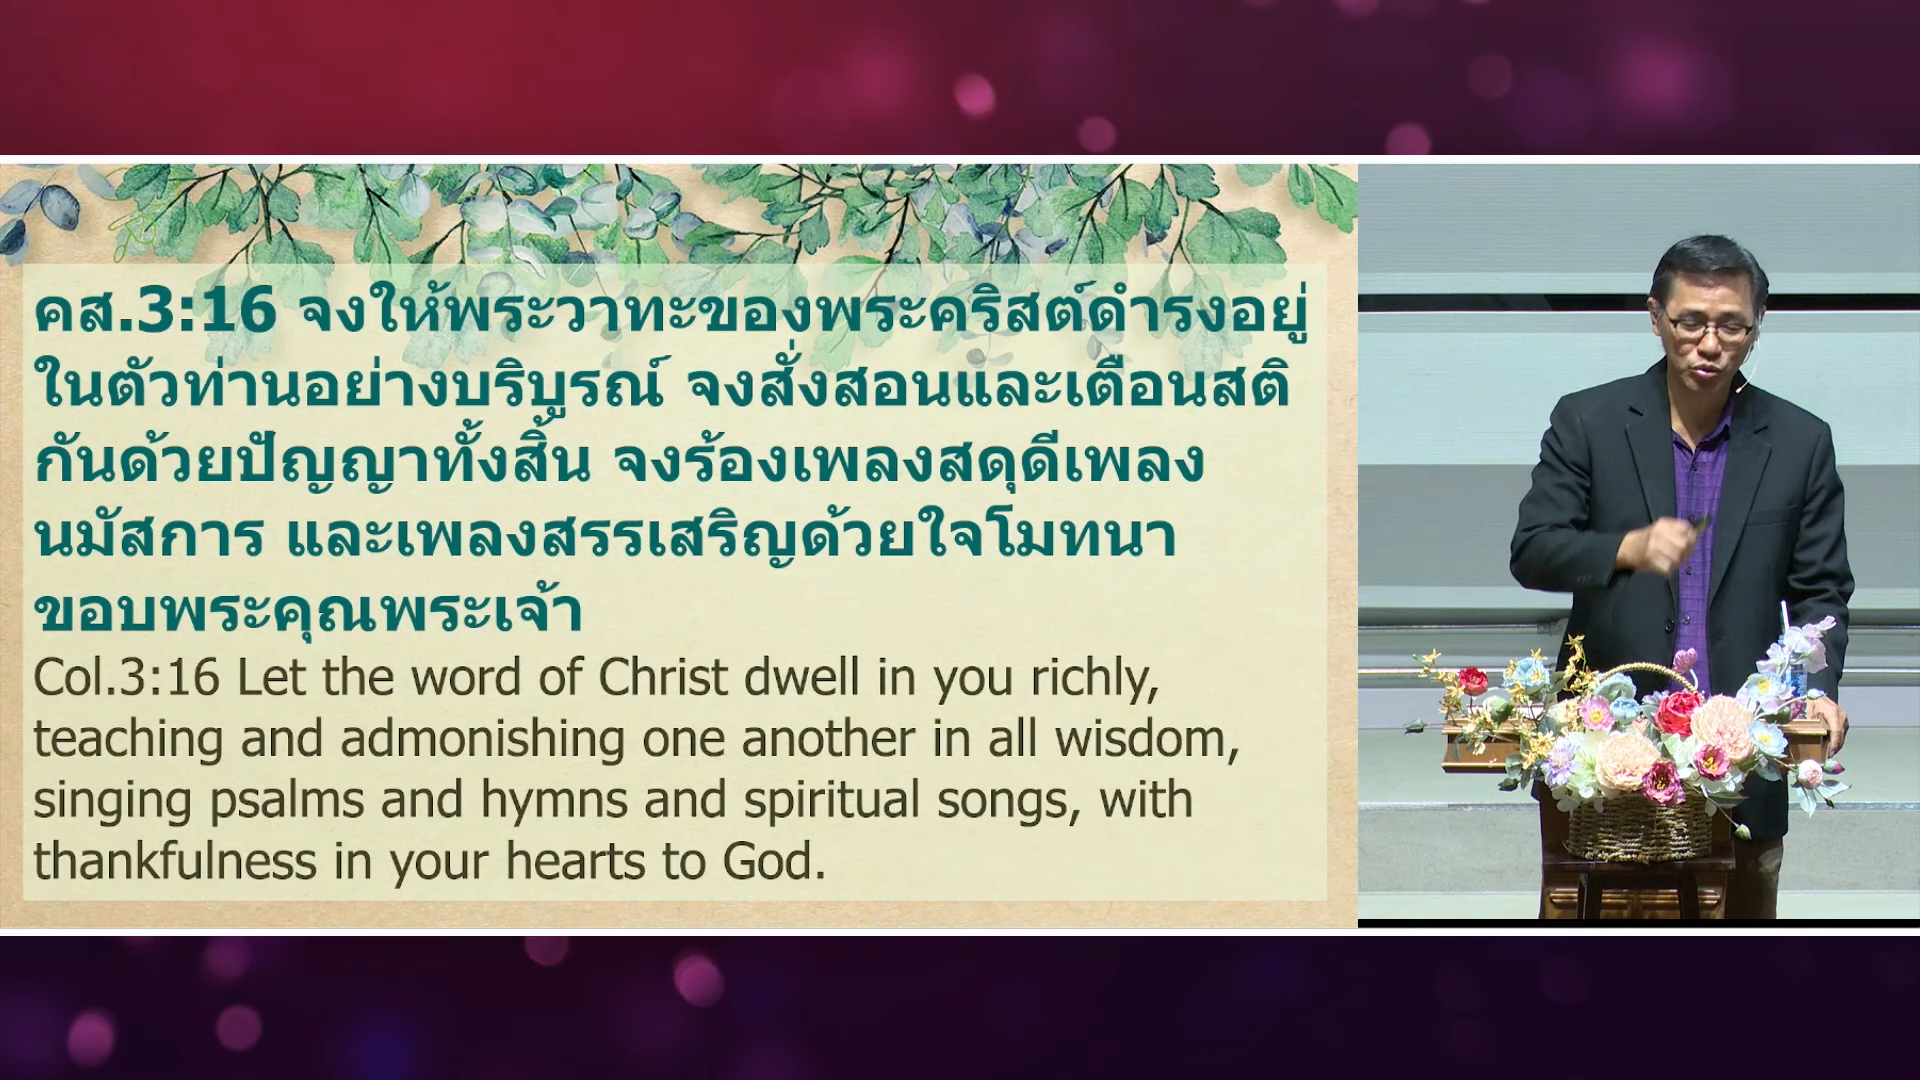 คส.3:16 จงให้พระวาทะของพระคริสต์ดำรงอยู่
ในตัวท่านอย่างบริบูรณ์ จงสั่งสอนและเตือนสติ
กันด้วยปัญญาทั้งสิ้น จงร้องเพลงสดุดีเพลง
นมัสการ และเพลงสรรเสริญด้วยใจโมทนา
ขอบพระคุณพระเจ้า
Col.3:16 Let the word of Christ dwell in you richly,
teaching and admonishing one another in all wisdom,
singing psalms and hymns and spiritual songs, with
thankfulness in your hearts to God.